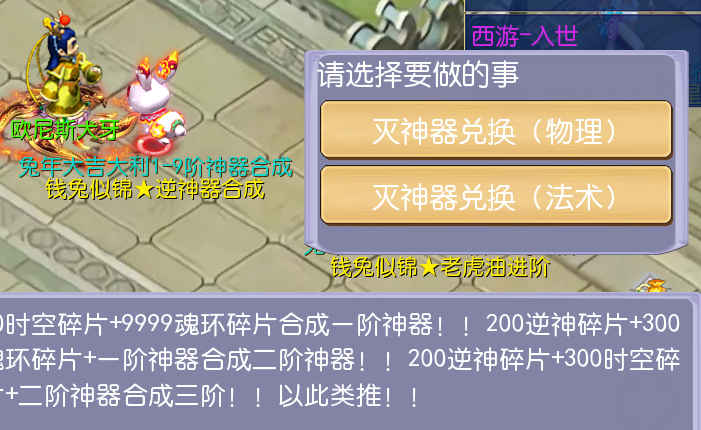 西游-入世
请选择要做的事
灭神器兑换（物理）
灭神器兑换（法术）
欧尼斯犬牙
兔年大吉大利1-9阶神器合成
钱兔似锦★逆神器合成
钱兔似锦★老虎油进阶
0时空碎片+9999魂环碎片合成一阶神器！！200逆神碎片+300
环碎片+一阶神器合成二阶神器！！200逆神碎片+300时空碎
+二阶神器合成三阶！！以此类推！！